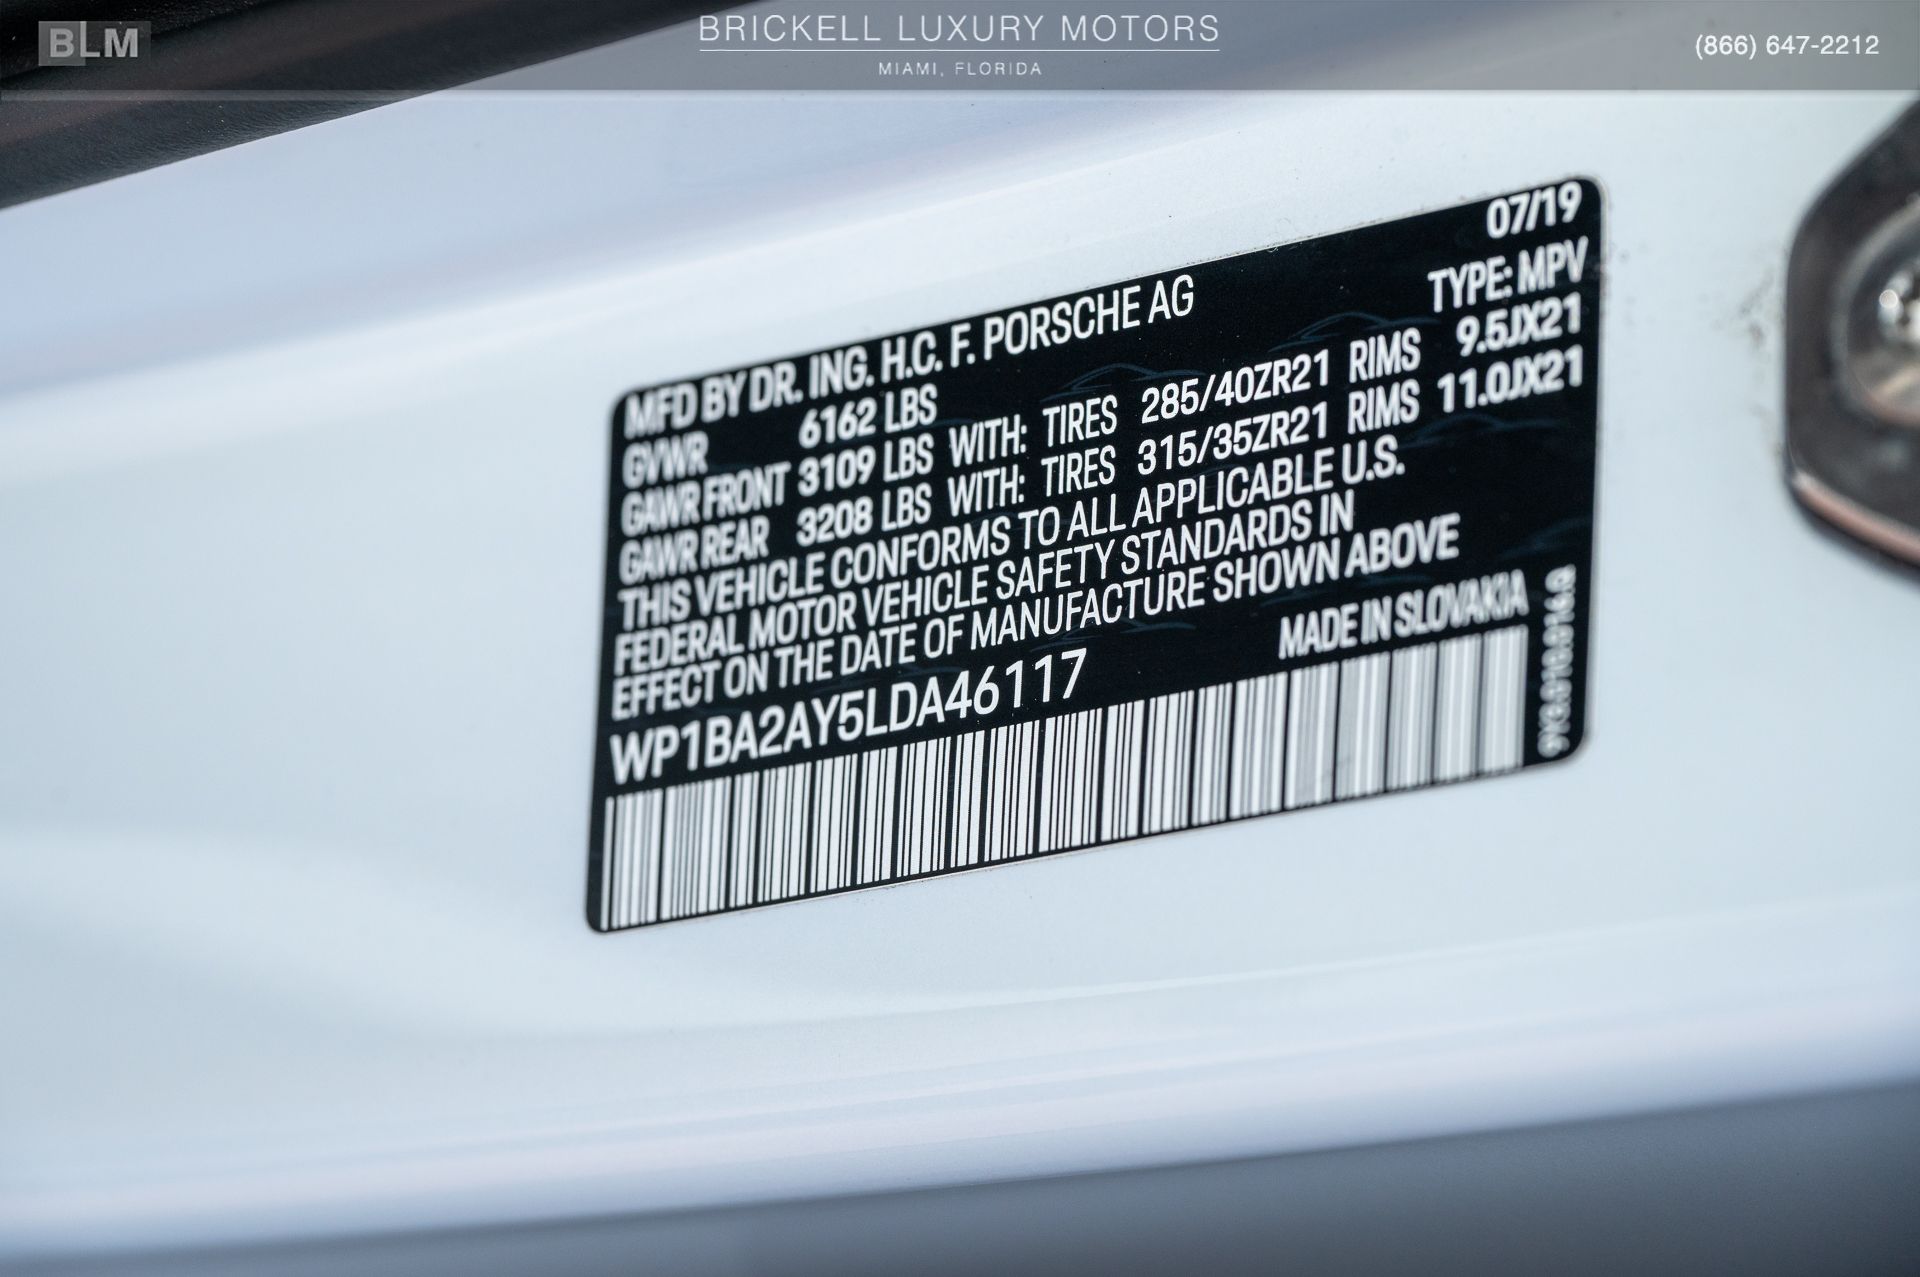 BLM
BRICKELL LUXURY MOTORS
MIAMI, FLORIDA
(866) 647-2212
07/19
MFD BY DR. ING. H.C. F. PORSCHE AG
TYPE: MPV
GVWR 6162 LBS
GAWR FRONT 3109 LBS WITH: TIRES 285/40ZR21 RIMS 9.5JX21
GAWR REAR 3208 LBS WITH: TIRES 315/35ZR21 RIMS 11.0JX21
THIS VEHICLE CONFORMS TO ALL APPLICABLE U.S.
FEDERAL MOTOR VEHICLE SAFETY STANDARDS IN
EFFECT ON THE DATE OF MANUFACTURE SHOWN ABOVE
MADE IN SLOVAKIA
WP1BA2AY5LDA46117